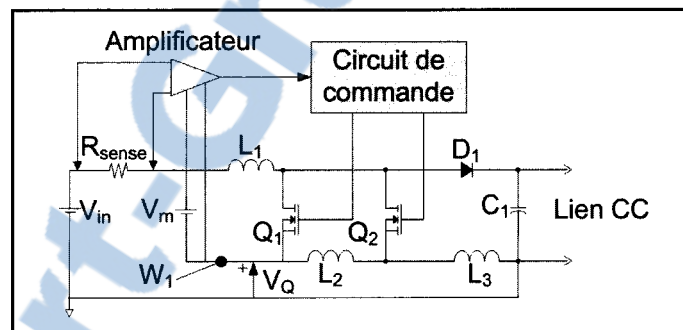 Amplificateur
Circuit de
commande
R_sense
L_1
D_1
V_in
V_m
Q_1
Q_2
C_1
Lien CC
W_1
+
V_Q
L_2
L_3